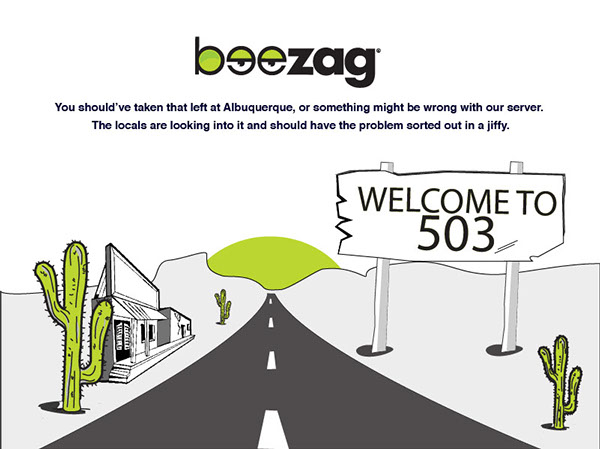 beezag®
You should've taken that left at Albuquerque, or something might be wrong with our server.
The locals are looking into it and should have the problem sorted out in a jiffy.
WELCOME TO
503